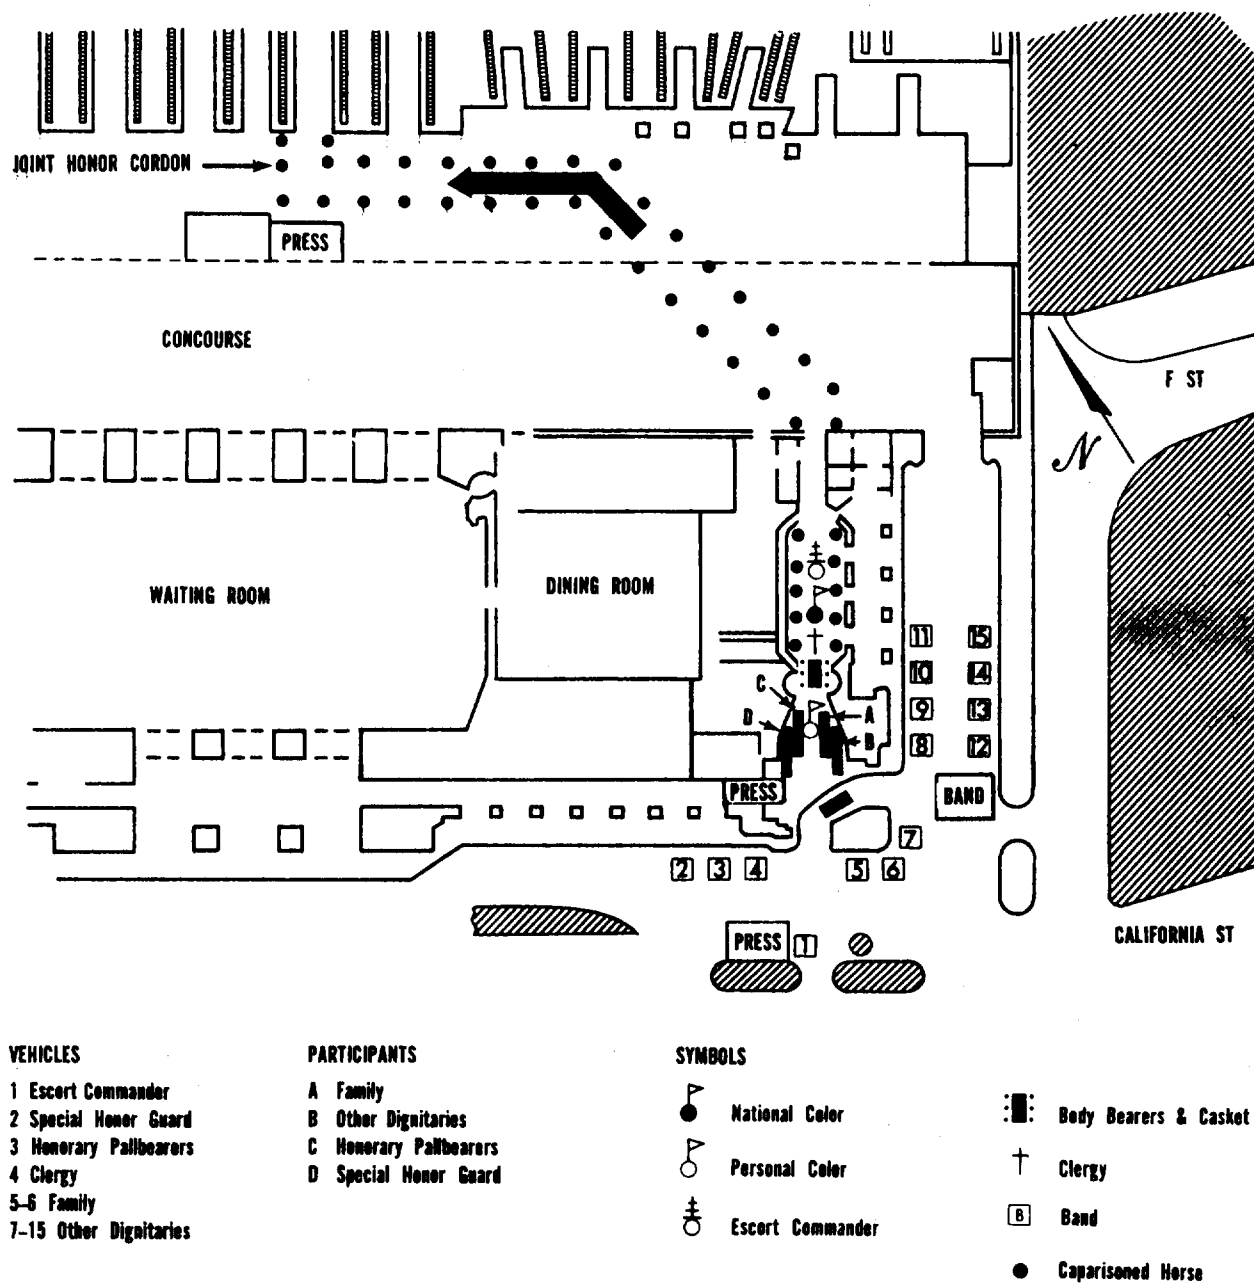 JOINT HONOR CORDON
PRESS
CONCOURSE
F ST
N
WAITING ROOM
DINING ROOM
11 15
10 14
C
9 13
D A
B 8 12
PRESS
BAND
7
2 3 4 5 6
PRESS 1
CALIFORNIA ST
VEHICLES
1 Escort Commander
2 Special Honor Guard
3 Honorary Pallbearers
4 Clergy
5-6 Family
7-15 Other Dignitaries
PARTICIPANTS
A Family
B Other Dignitaries
C Honorary Pallbearers
D Special Honor Guard
SYMBOLS
National Color
Personal Color
Escort Commander
Body Bearers & Casket
Clergy
B Band
Caparisoned Horse